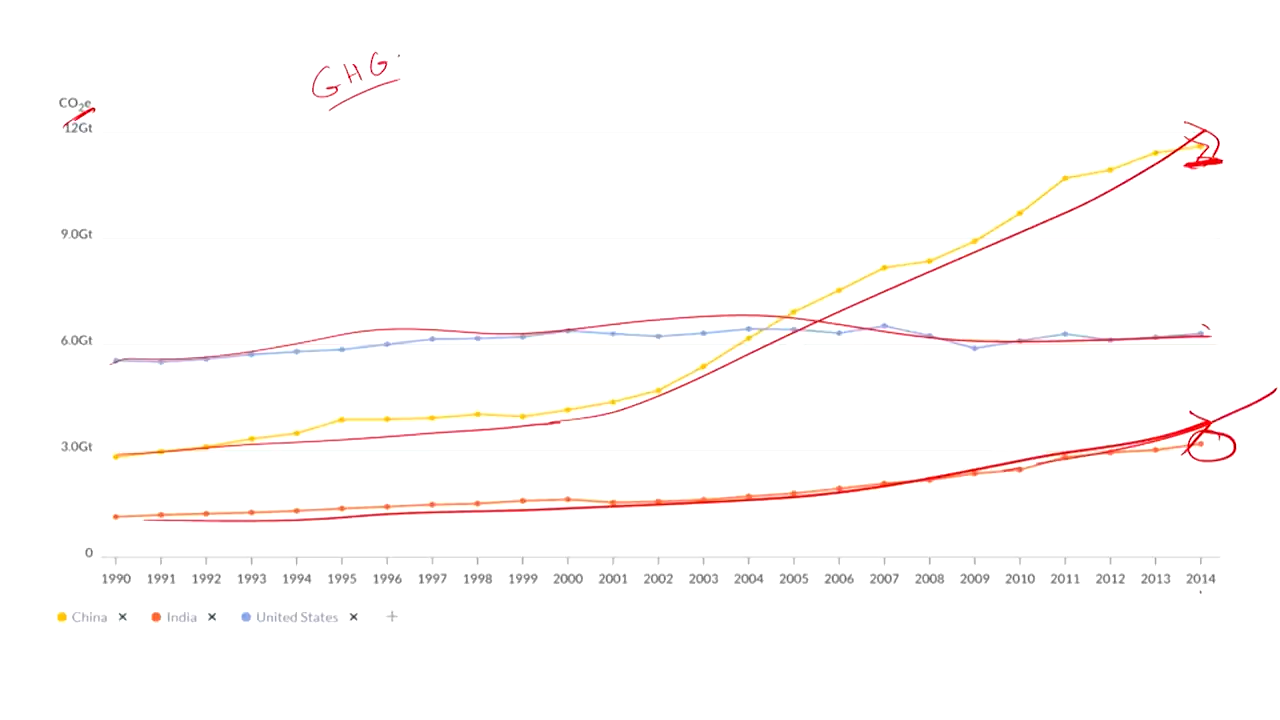 GHG.
CO₂e
12Gt
9.0Gt
6.0Gt
3.0Gt
0
1990 1991 1992 1993 1994 1995 1996 1997 1998 1999 2000 2001 2002 2003 2004 2005 2006 2007 2008 2009 2010 2011 2012 2013 2014
China × India × United States × +